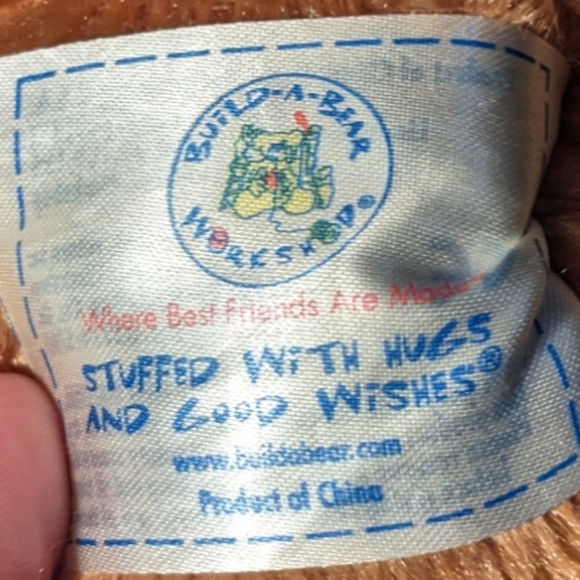 BUILD-A-BEAR
WORKSHOP®
Where Best Friends Are Made™
STUFFED WITH HUGS
AND GOOD WISHES®
www.buildabear.com
Product of China